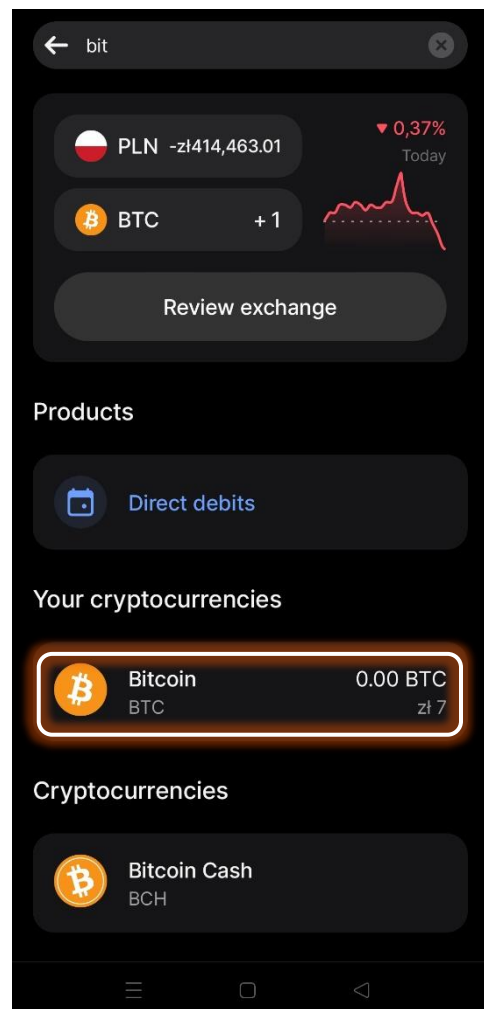 bit
PLN -zł414,463.01
▼ 0,37%
Today
BTC + 1
Review exchange
Products
Direct debits
Your cryptocurrencies
Bitcoin 0.00 BTC
BTC zł 7
Cryptocurrencies
Bitcoin Cash
BCH